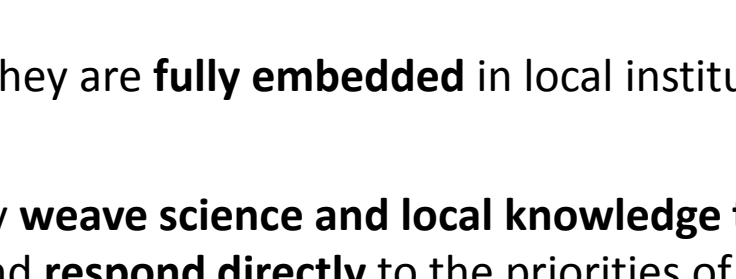 hey are fully embedded in local institu
weave science and local knowledge
nd respond directly to the priorities of